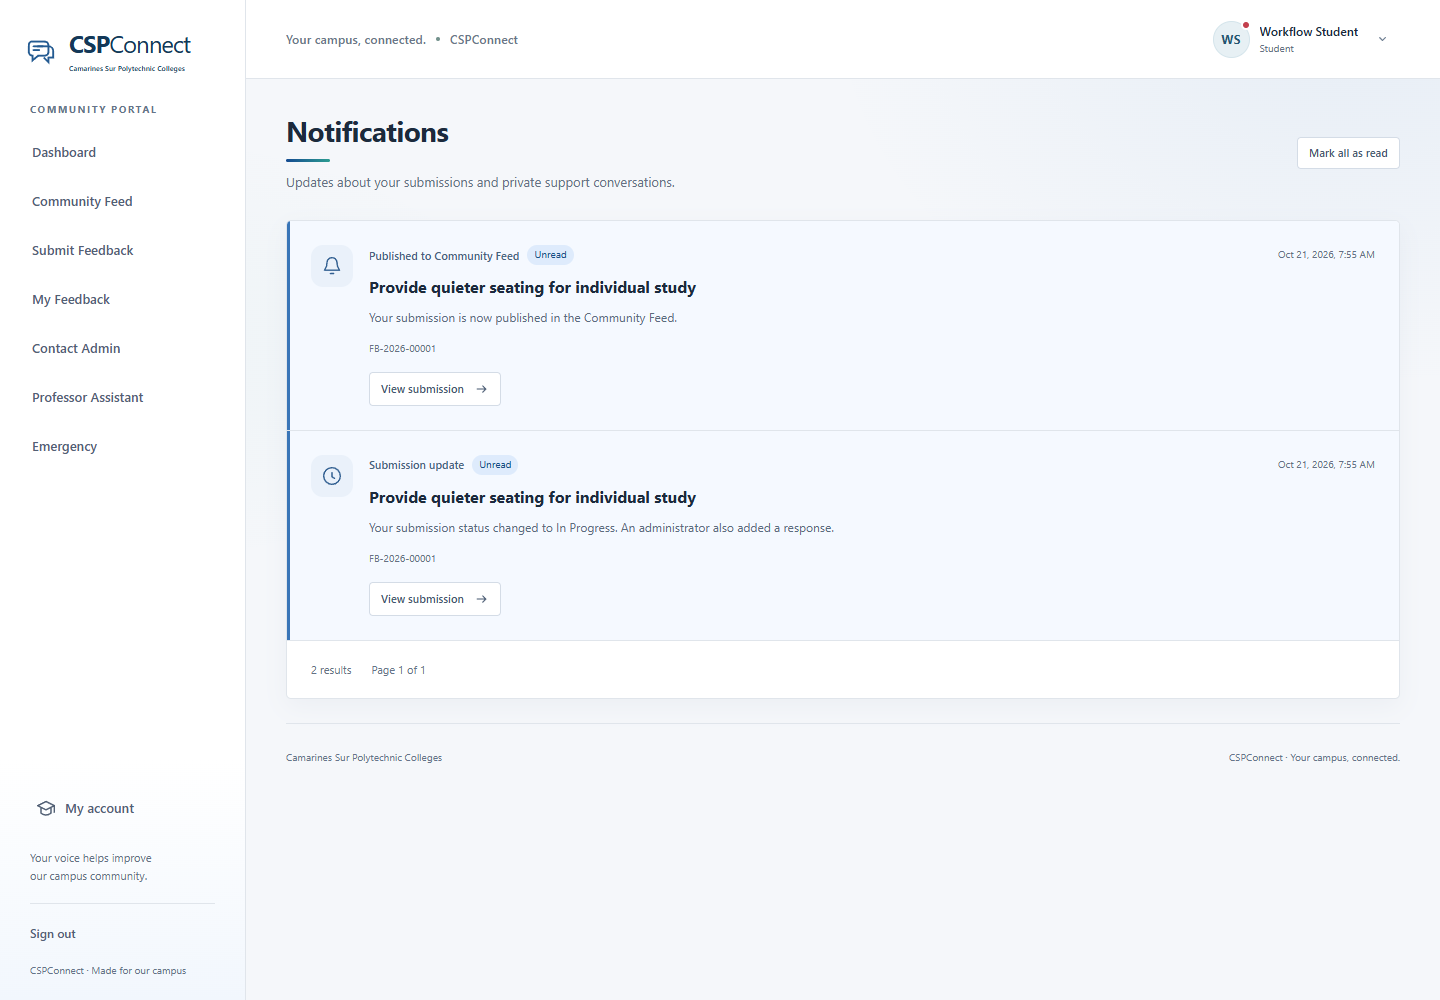 CSPConnect
Camarines Sur Polytechnic Colleges
COMMUNITY PORTAL
Dashboard
Community Feed
Submit Feedback
My Feedback
Contact Admin
Professor Assistant
Emergency
My account
Your voice helps improve
our campus community.
Sign out
CSPConnect · Made for our campus
Your campus, connected. • CSPConnect
WS
Workflow Student
Student
Notifications
Updates about your submissions and private support conversations.
Mark all as read
Published to Community Feed Unread Oct 21, 2026, 7:55 AM
Provide quieter seating for individual study
Your submission is now published in the Community Feed.
FB-2026-00001
View submission →
Submission update Unread Oct 21, 2026, 7:55 AM
Provide quieter seating for individual study
Your submission status changed to In Progress. An administrator also added a response.
FB-2026-00001
View submission →
2 results Page 1 of 1
Camarines Sur Polytechnic Colleges CSPConnect · Your campus, connected.